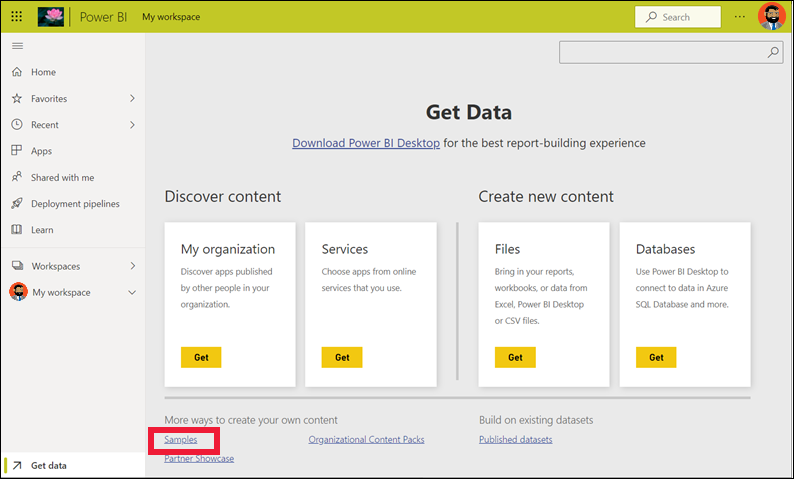 Power BI My workspace
Search
Home
Favorites
Recent
Apps
Shared with me
Deployment pipelines
Learn
Workspaces
My workspace
Get data
Get Data
Download Power BI Desktop for the best report-building experience
Discover content
My organization
Discover apps published
by other people in your
organization.
Get
Services
Choose apps from online
services that you use.
Get
Create new content
Files
Bring in your reports,
workbooks, or data from
Excel, Power BI Desktop
or CSV files.
Get
Databases
Use Power BI Desktop to
connect to data in Azure
SQL Database and more.
Get
More ways to create your own content
Samples
Organizational Content Packs
Partner Showcase
Build on existing datasets
Published datasets